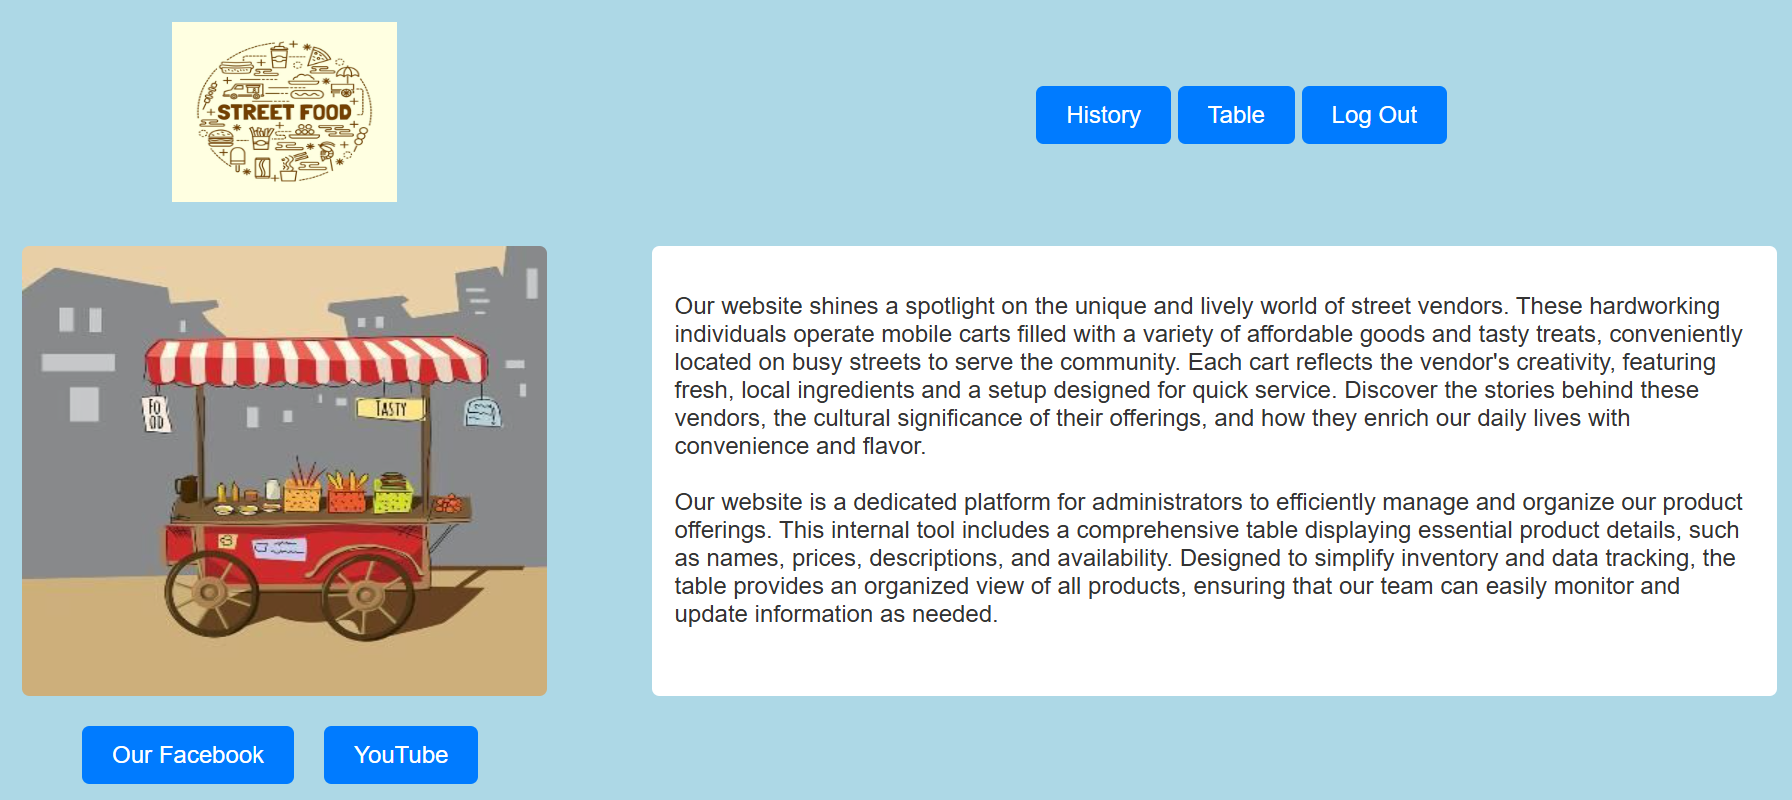 STREET FOOD
History
Table
Log Out
FO
OD
TASTY
Our website shines a spotlight on the unique and lively world of street vendors. These hardworking
individuals operate mobile carts filled with a variety of affordable goods and tasty treats, conveniently
located on busy streets to serve the community. Each cart reflects the vendor's creativity, featuring
fresh, local ingredients and a setup designed for quick service. Discover the stories behind these
vendors, the cultural significance of their offerings, and how they enrich our daily lives with
convenience and flavor.
Our website is a dedicated platform for administrators to efficiently manage and organize our product
offerings. This internal tool includes a comprehensive table displaying essential product details, such
as names, prices, descriptions, and availability. Designed to simplify inventory and data tracking, the
table provides an organized view of all products, ensuring that our team can easily monitor and
update information as needed.
Our Facebook
YouTube